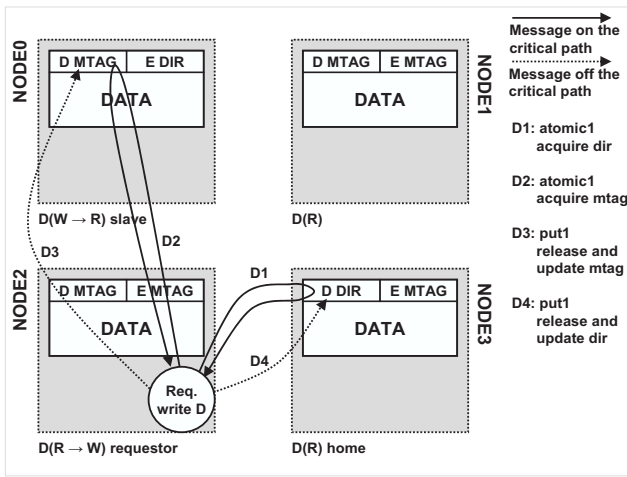 NODE0
D MTAG
E DIR
DATA
D(W → R) slave
NODE1
D MTAG
E MTAG
DATA
D(R)
Message on the
critical path
Message off the
critical path
D1: atomic1
acquire dir
D2: atomic1
acquire mtag
D3: put1
release and
update mtag
D4: put1
release and
update dir
D3
D2
D1
D4
NODE2
D MTAG
E MTAG
DATA
Req.
write D
D(R → W) requestor
NODE3
D DIR
E MTAG
DATA
D(R) home